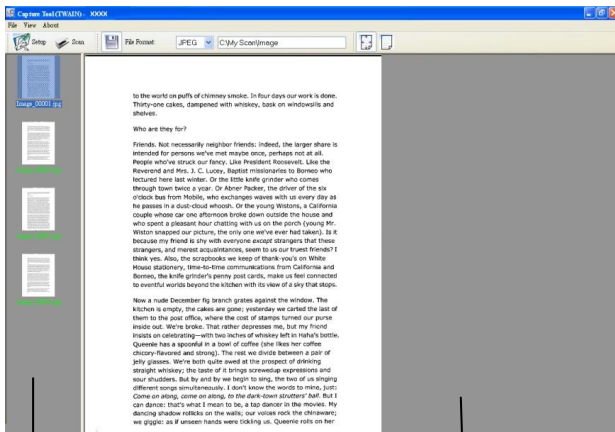 Capture Tool (TWAIN) - XXXX
File View About
Setup Scan File Format: JPEG C:\My Scan\Image
Image_00001.jpg
to the world on puffs of chimney smoke. In four days our work is done.
Thirty-one cakes, dampened with whiskey, bask on windowsills and
shelves.
Who are they for?
Friends. Not necessarily neighbor friends: indeed, the larger share is
intended for persons we've met maybe once, perhaps not at all.
People who've struck our fancy. Like President Roosevelt. Like the
Reverend and Mrs. J. C. Lucey, Baptist missionaries to Borneo who
lectured here last winter. Or the little knife grinder who comes
through town twice a year. Or Abner Packer, the driver of the six
o'clock bus from Mobile, who exchanges waves with us every day as
he passes in a dust-cloud whoosh. Or the young Wistons, a California
couple whose car one afternoon broke down outside the house and
who spent a pleasant hour chatting with us on the porch (young Mr.
Wiston snapped our picture, the only one we've ever had taken). Is it
because my friend is shy with everyone except strangers that these
strangers, and merest acquaintances, seem to us our truest friends? I
think yes. Also, the scrapbooks we keep of thank-you's on White
House stationery, time-to-time communications from California and
Borneo, the knife grinder's penny post cards, make us feel connected
to eventful worlds beyond the kitchen with its view of a sky that stops.
Now a nude December fig branch grates against the window. The
kitchen is empty, the cakes are gone; yesterday we carted the last of
them to the post office, where the cost of stamps turned our purse
inside out. We're broke. That rather depresses me, but my friend
insists on celebrating—with two inches of whiskey left in Haha's bottle.
Queenie has a spoonful in a bowl of coffee (she likes her coffee
chicory-flavored and strong). The rest we divide between a pair of
jelly glasses. We're both quite awed at the prospect of drinking
straight whiskey; the taste of it brings screwedup expressions and
sour shudders. But by and by we begin to sing, the two of us singing
different songs simultaneously. I don't know the words to mine, just:
Come on along, come on along, to the dark-town strutters' ball. But I
can dance: that's what I mean to be, a tap dancer in the movies. My
dancing shadow rollicks on the walls; our voices rock the chinaware;
we giggle: as if unseen hands were tickling us. Queenie rolls on her